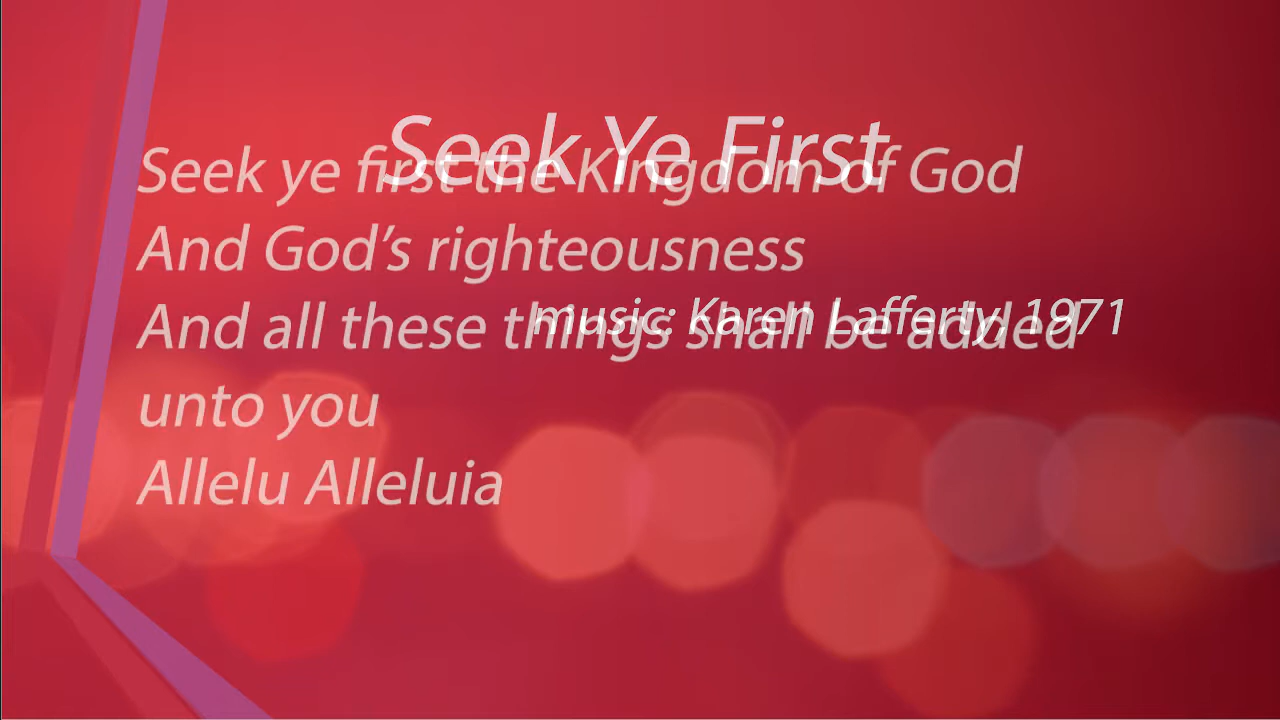 Seek Ye First
Seek ye first the Kingdom of God
And God’s righteousness
music: Karen Lafferty, 1971
And all these things shall be added
unto you
Allelu Alleluia